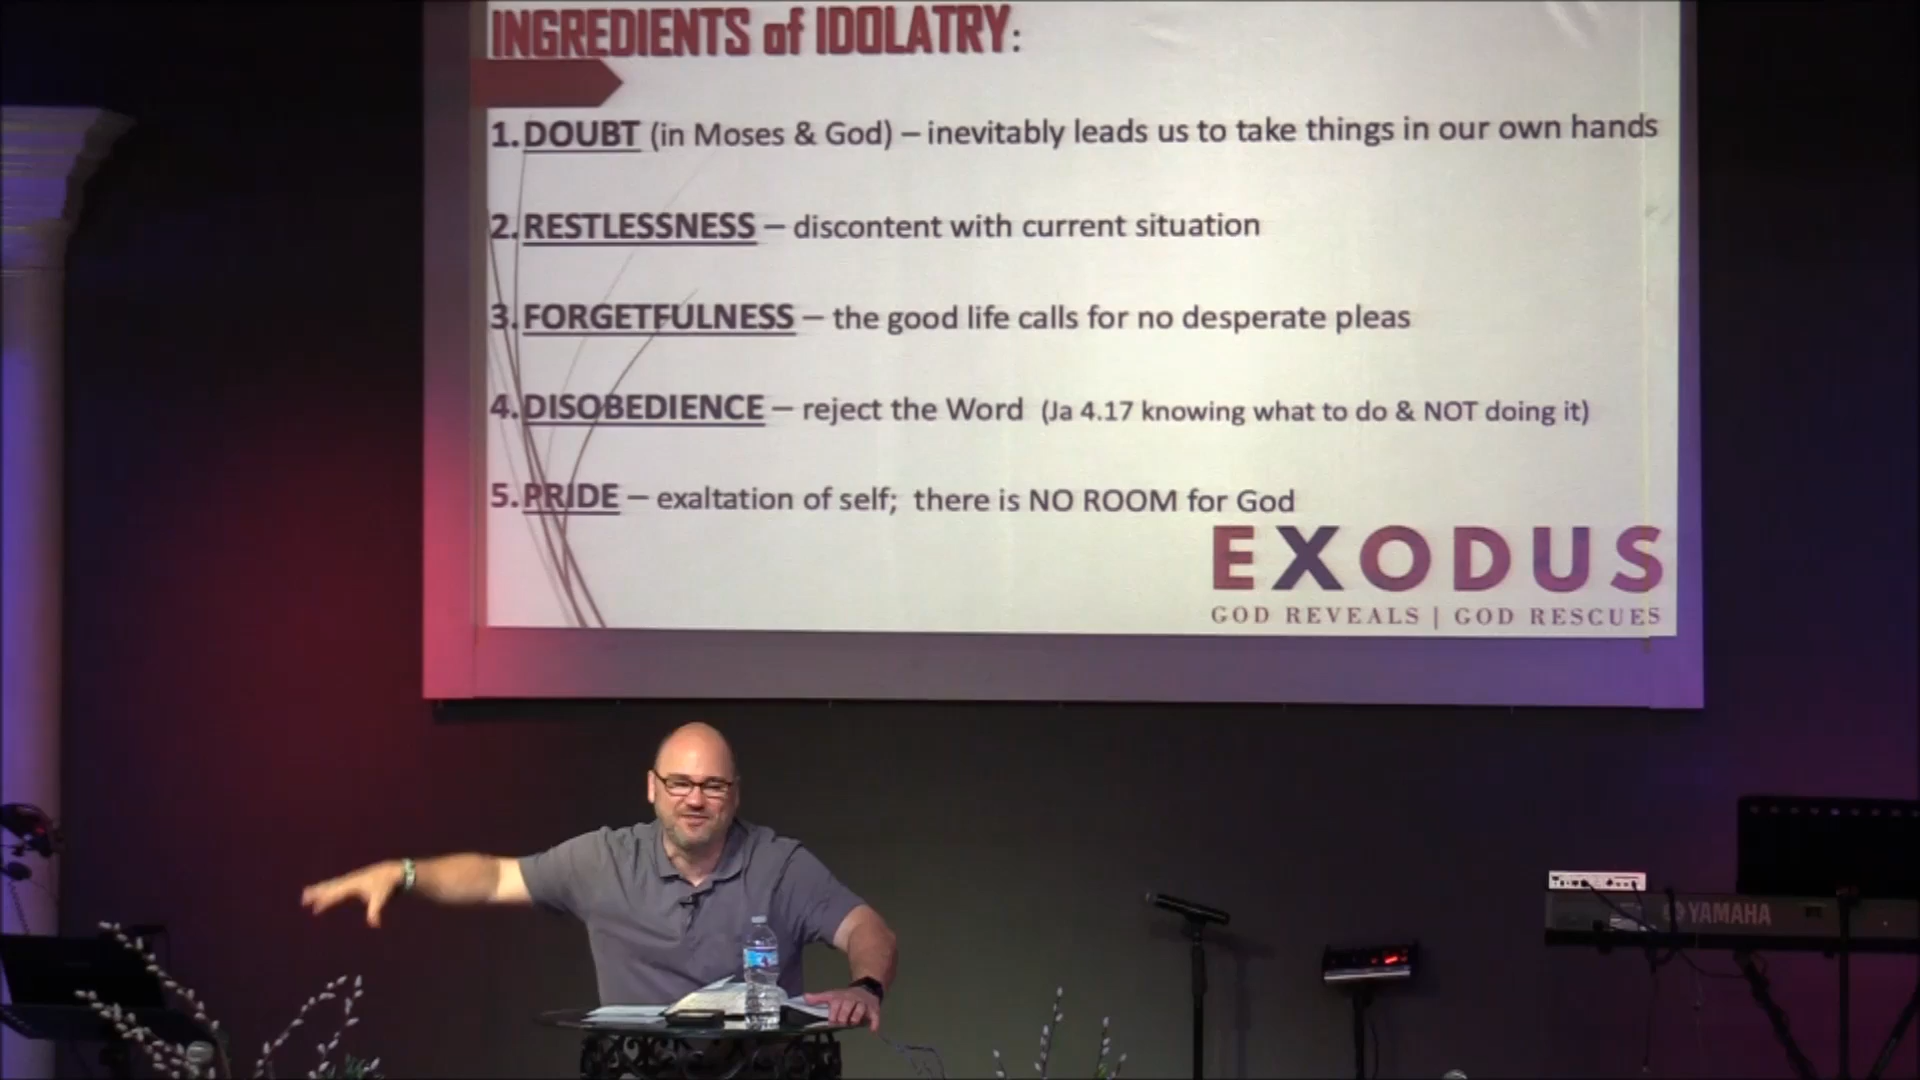 INGREDIENTS of IDOLATRY:
1. DOUBT (in Moses & God) – inevitably leads us to take things in our own hands
2. RESTLESSNESS – discontent with current situation
3. FORGETFULNESS – the good life calls for no desperate pleas
4. DISOBEDIENCE – reject the Word (Ja 4.17 knowing what to do & NOT doing it)
5. PRIDE – exaltation of self; there is NO ROOM for God
EXODUS
GOD REVEALS | GOD RESCUES
YAMAHA